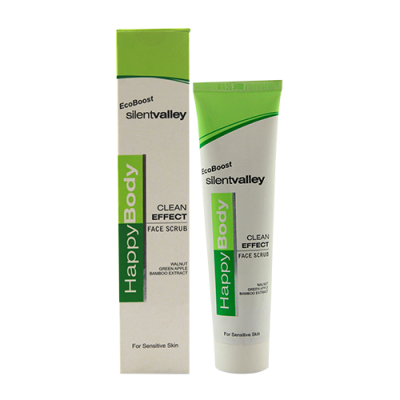 EcoBoost
silentvalley
HappyBody
CLEAN
EFFECT
FACE SCRUB
WALNUT
GREEN APPLE
BAMBOO EXTRACT
For Sensitive Skin
EcoBoost
silentvalley
HappyBody
CLEAN
EFFECT
FACE SCRUB
WALNUT
GREEN APPLE
BAMBOO EXTRACT
For Sensitive Skin